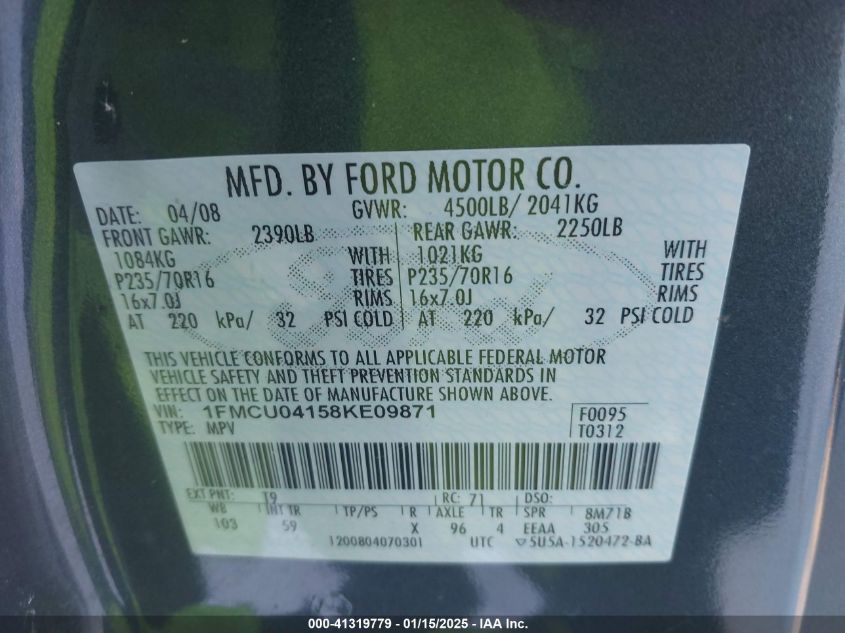 MFD. BY FORD MOTOR CO.
DATE: 04/08 GVWR: 4500LB/ 2041KG
FRONT GAWR: 2390LB REAR GAWR: 2250LB
1084KG WITH 1021KG WITH
P235/70R16 TIRES P235/70R16 TIRES
16x7.0J RIMS 16x7.0J RIMS
AT 220 kPa/ 32 PSI COLD AT 220 kPa/ 32 PSI COLD
THIS VEHICLE CONFORMS TO ALL APPLICABLE FEDERAL MOTOR
VEHICLE SAFETY AND THEFT PREVENTION STANDARDS IN
EFFECT ON THE DATE OF MANUFACTURE SHOWN ABOVE.
VIN: 1FMCU04158KE09871 F0095
TYPE: MPV T0312
EXT PNT: T9 RC: 71 DSO:
WB INT TR TP/PS R AXLE TR SPR 8M71B
103 59 X 96 4 EEAA 305
1200804070301 UTC ▽5U5A-1520472-BA
000-41319779 - 01/15/2025 - IAA Inc.